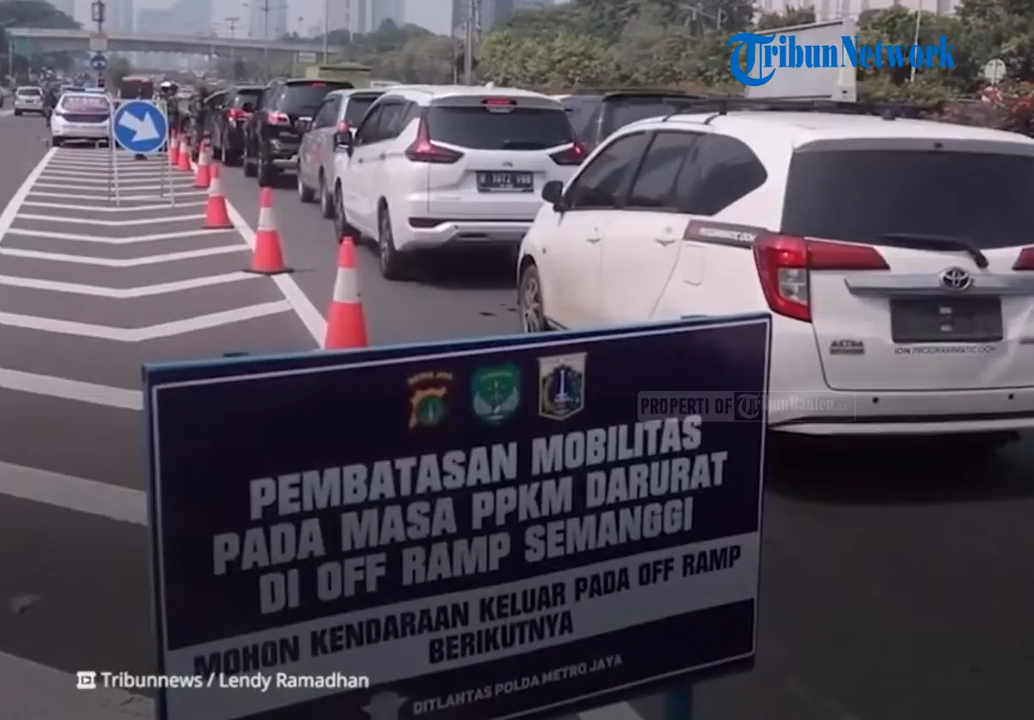 TribunNetwork
PROPERTI OF TribunBanten.com
PEMBATASAN MOBILITAS
PADA MASA PPKM DARURAT
DI OFF RAMP SEMANGGI
MOHON KENDARAAN KELUAR PADA OFF RAMP
BERIKUTNYA
DITLANTAS POLDA METRO JAYA
Tribunnews / Lendy Ramadhan